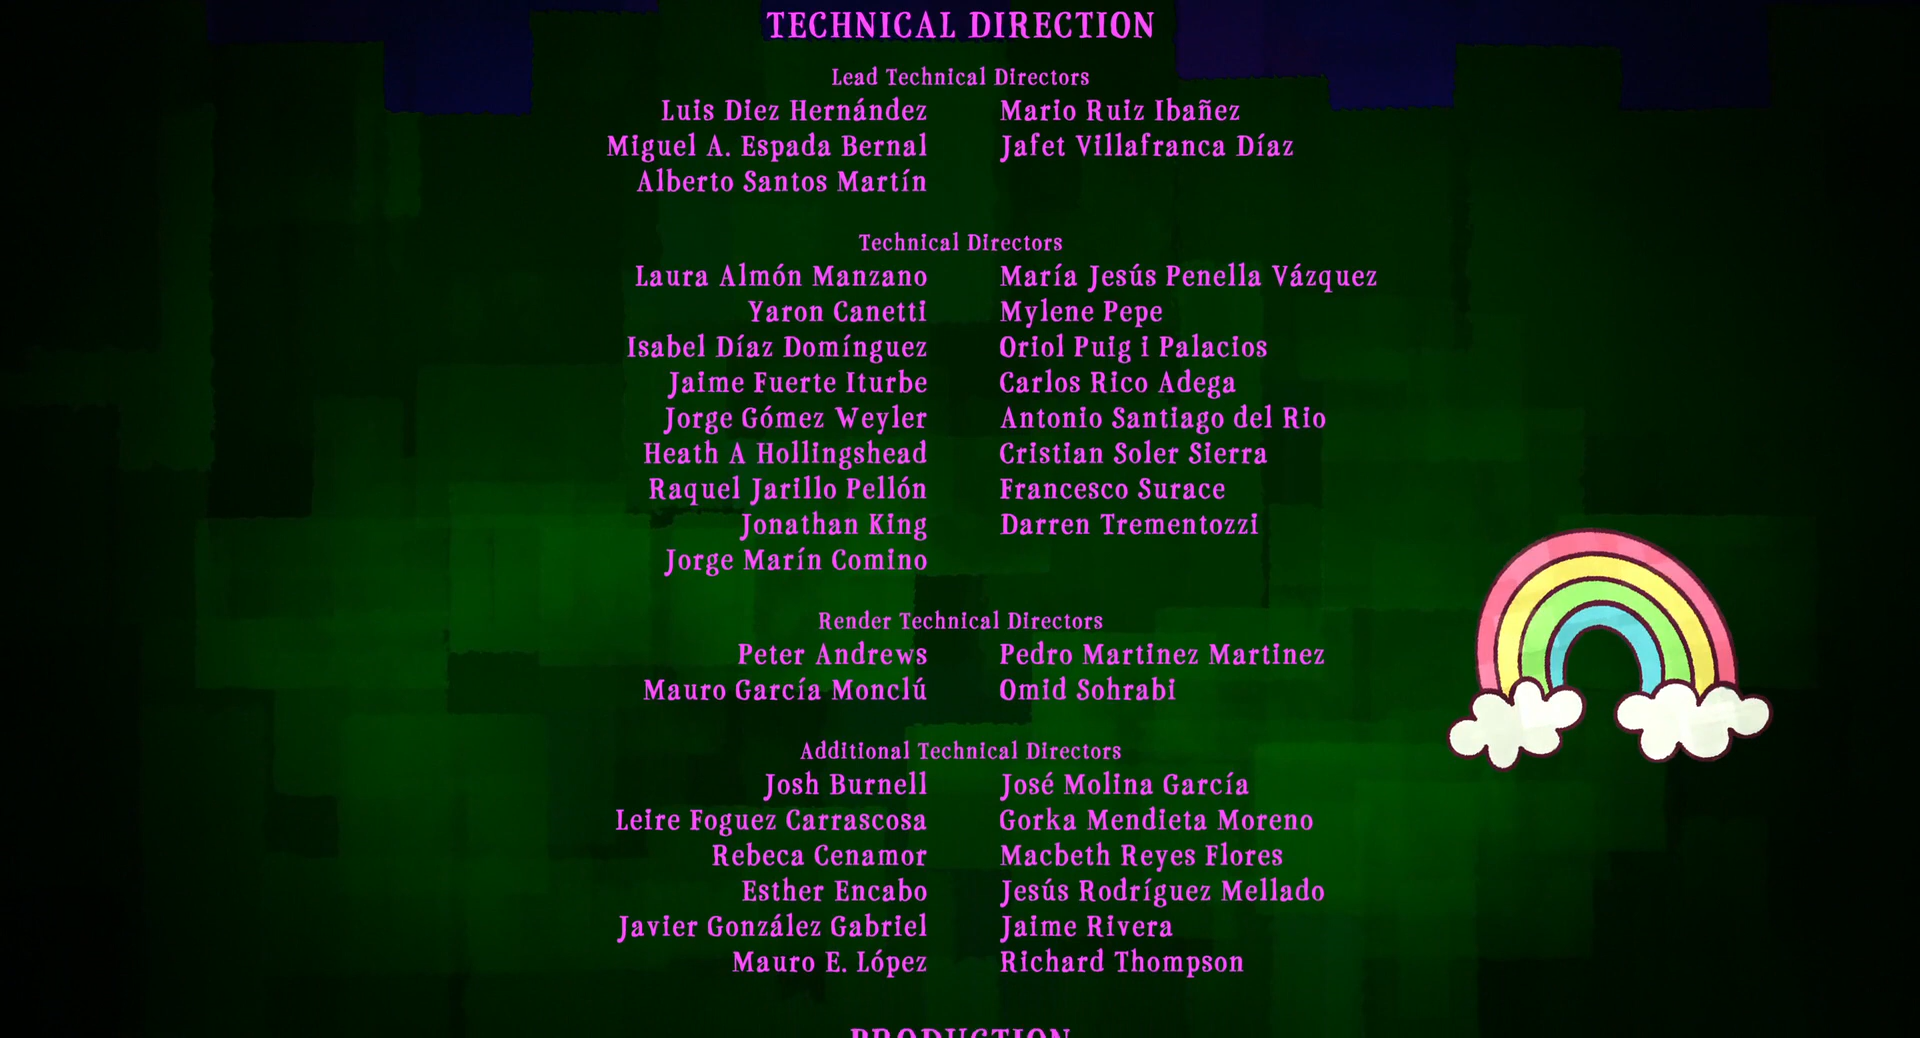 TECHNICAL DIRECTION
Lead Technical Directors
Luis Diez Hernández Mario Ruiz Ibañez
Miguel A. Espada Bernal Jafet Villafranca Díaz
Alberto Santos Martín
Technical Directors
Laura Almón Manzano María Jesús Penella Vázquez
Yaron Canetti Mylene Pepe
Isabel Díaz Domínguez Oriol Puig i Palacios
Jaime Fuerte Iturbe Carlos Rico Adega
Jorge Gómez Weyler Antonio Santiago del Rio
Heath A Hollingshead Cristian Soler Sierra
Raquel Jarillo Pellón Francesco Surace
Jonathan King Darren Trementozzi
Jorge Marín Comino
Render Technical Directors
Peter Andrews Pedro Martinez Martinez
Mauro García Monclú Omid Sohrabi
Additional Technical Directors
Josh Burnell José Molina García
Leire Foguez Carrascosa Gorka Mendieta Moreno
Rebeca Cenamor Macbeth Reyes Flores
Esther Encabo Jesús Rodríguez Mellado
Javier González Gabriel Jaime Rivera
Mauro E. López Richard Thompson
PRODUCTION